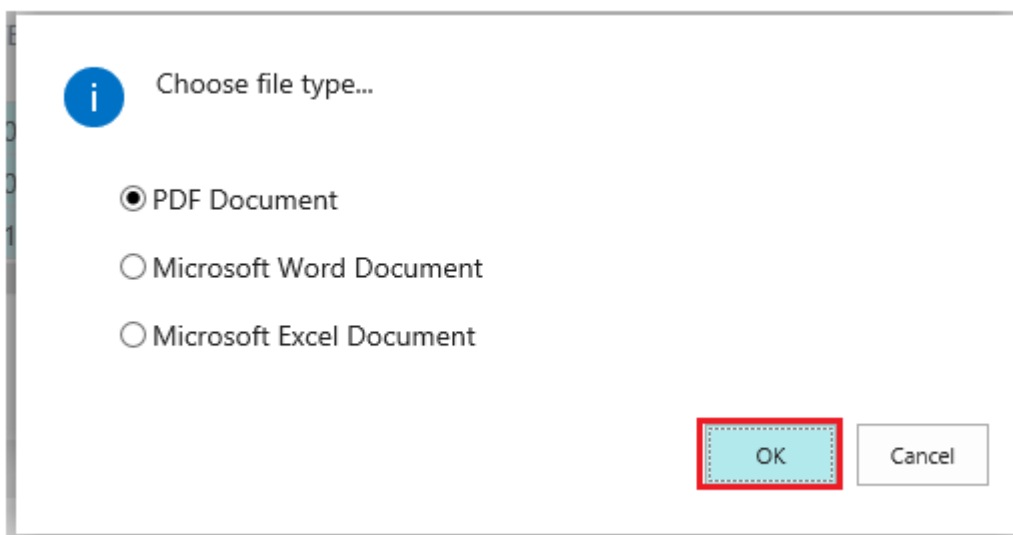 Choose file type...
PDF Document
Microsoft Word Document
Microsoft Excel Document
OK
Cancel